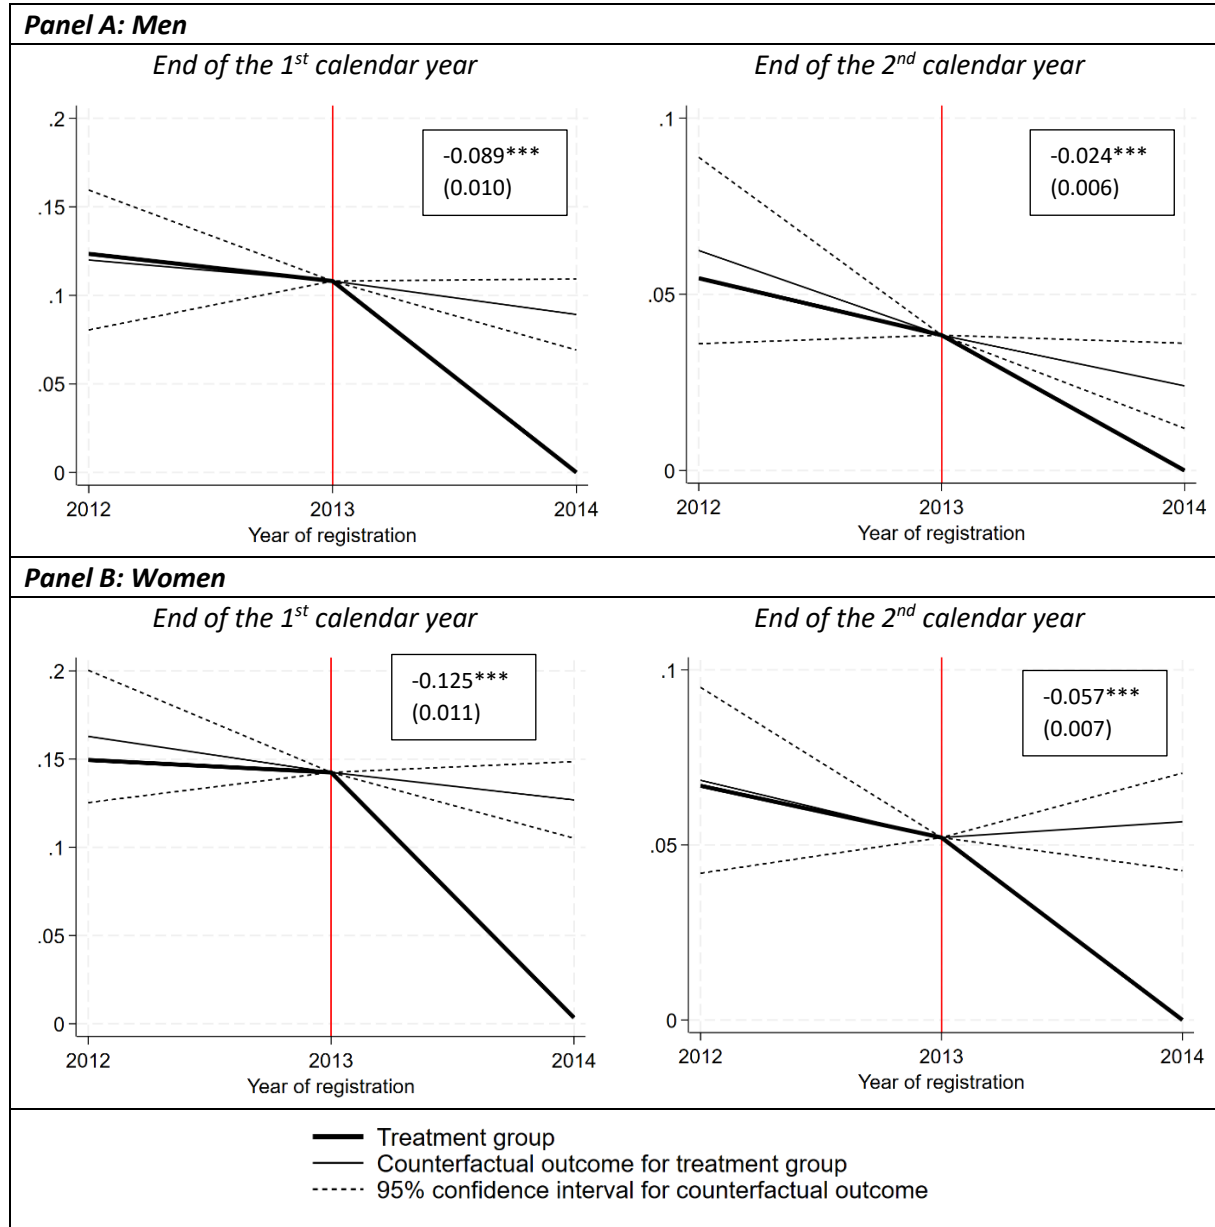 Panel A: Men
End of the 1st calendar year
.2
.15
.1
.05
0
-0.089***
(0.010)
2012 2013 2014
Year of registration
End of the 2nd calendar year
.1
.05
0
-0.024***
(0.006)
2012 2013 2014
Year of registration
Panel B: Women
End of the 1st calendar year
.2
.15
.1
.05
0
-0.125***
(0.011)
2012 2013 2014
Year of registration
End of the 2nd calendar year
.1
.05
0
-0.057***
(0.007)
2012 2013 2014
Year of registration
Treatment group
Counterfactual outcome for treatment group
95% confidence interval for counterfactual outcome